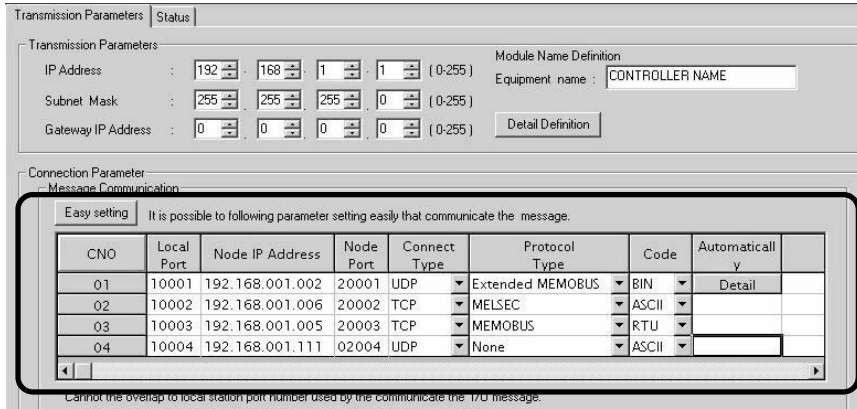 Transmission Parameters Status
Transmission Parameters
IP Address : 192 . 168 . 1 . 1 ( 0-255 )
Subnet Mask : 255 . 255 . 255 . 0 ( 0-255 )
Gateway IP Address : 0 . 0 . 0 . 0 ( 0-255 )
Module Name Definition
Equipment name : CONTROLLER NAME
Detail Definition
Connection Parameter
Message Communication
Easy setting It is possible to following parameter setting easily that communicate the message.
CNO Local Port Node IP Address Node Port Connect Type Protocol Type Code Automatically
01 10001 192.168.001.002 20001 UDP Extended MEMOBUS BIN Detail
02 10002 192.168.001.006 20002 TCP MELSEC ASCII
03 10003 192.168.001.005 20003 TCP MEMOBUS RTU
04 10004 192.168.001.111 02004 UDP None ASCII
Cannot the overlap to local station port number used by the communicate the I/O message.